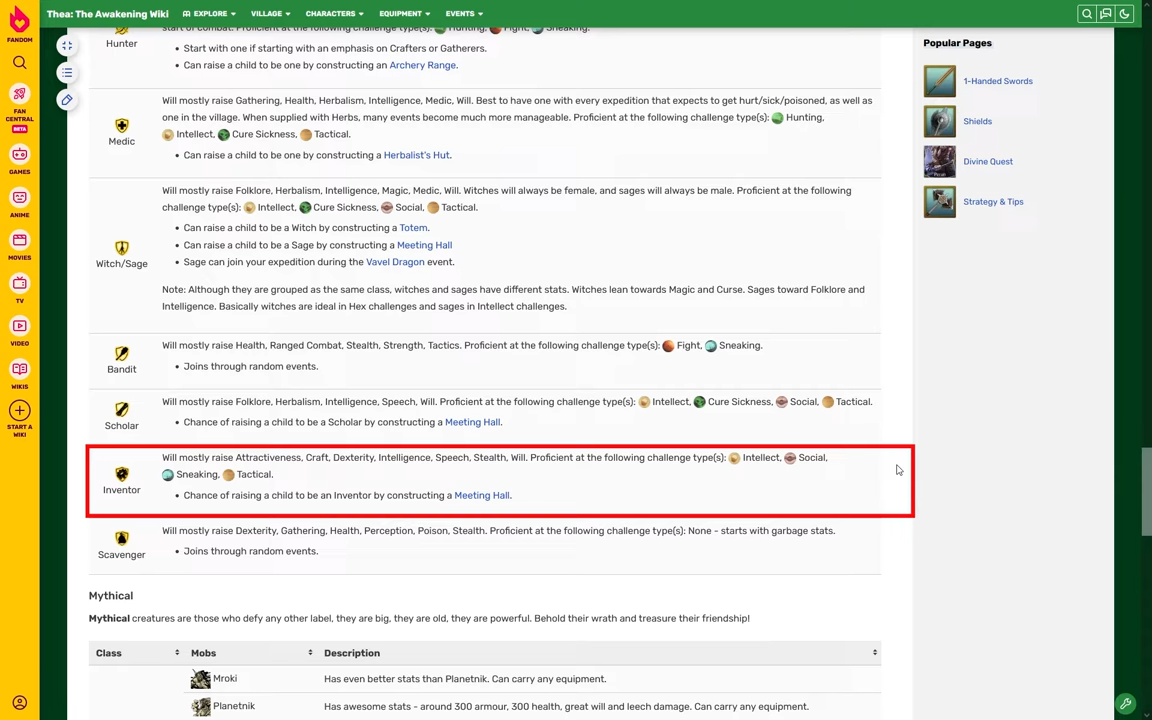 Thea: The Awakening Wiki
EXPLORE
VILLAGE
CHARACTERS
EQUIPMENT
EVENTS
FANDOM
FAN
CENTRAL
BETA
GAMES
ANIME
MOVIES
TV
VIDEO
WIKIS
START A
WIKI
Hunter
start of Combat. Proficient at the following challenge type(s): Hunting, Fight, Sneaking.
Start with one if starting with an emphasis on Crafters or Gatherers.
Can raise a child to be one by constructing an Archery Range.
Medic
Will mostly raise Gathering, Health, Herbalism, Intelligence, Medic, Will. Best to have one with every expedition that expects to get hurt/sick/poisoned, as well as
one in the village. When supplied with Herbs, many events become much more manageable. Proficient at the following challenge type(s): Hunting,
Intellect, Cure Sickness, Tactical.
Can raise a child to be one by constructing a Herbalist's Hut.
Witch/Sage
Will mostly raise Folklore, Herbalism, Intelligence, Magic, Medic, Will. Witches will always be female, and sages will always be male. Proficient at the following
challenge type(s): Intellect, Cure Sickness, Social, Tactical.
Can raise a child to be a Witch by constructing a Totem.
Can raise a child to be a Sage by constructing a Meeting Hall
Sage can join your expedition during the Vavel Dragon event.
Note: Although they are grouped as the same class, witches and sages have different stats. Witches lean towards Magic and Curse. Sages toward Folklore and
Intelligence. Basically witches are ideal in Hex challenges and sages in Intellect challenges.
Bandit
Will mostly raise Health, Ranged Combat, Stealth, Strength, Tactics. Proficient at the following challenge type(s): Fight, Sneaking.
Joins through random events.
Scholar
Will mostly raise Folklore, Herbalism, Intelligence, Speech, Will. Proficient at the following challenge type(s): Intellect, Cure Sickness, Social, Tactical.
Chance of raising a child to be a Scholar by constructing a Meeting Hall.
Inventor
Will mostly raise Attractiveness, Craft, Dexterity, Intelligence, Speech, Stealth, Will. Proficient at the following challenge type(s): Intellect, Social,
Sneaking, Tactical.
Chance of raising a child to be an Inventor by constructing a Meeting Hall.
Scavenger
Will mostly raise Dexterity, Gathering, Health, Perception, Poison, Stealth. Proficient at the following challenge type(s): None - starts with garbage stats.
Joins through random events.
Mythical
Mythical creatures are those who defy any other label, they are big, they are old, they are powerful. Behold their wrath and treasure their friendship!
Class Mobs Description
Mroki Has even better stats than Planetnik. Can carry any equipment.
Planetnik Has awesome stats - around 300 armour, 300 health, great will and leech damage. Can carry any equipment.
Popular Pages
1-Handed Swords
Shields
Divine Quest
Strategy & Tips